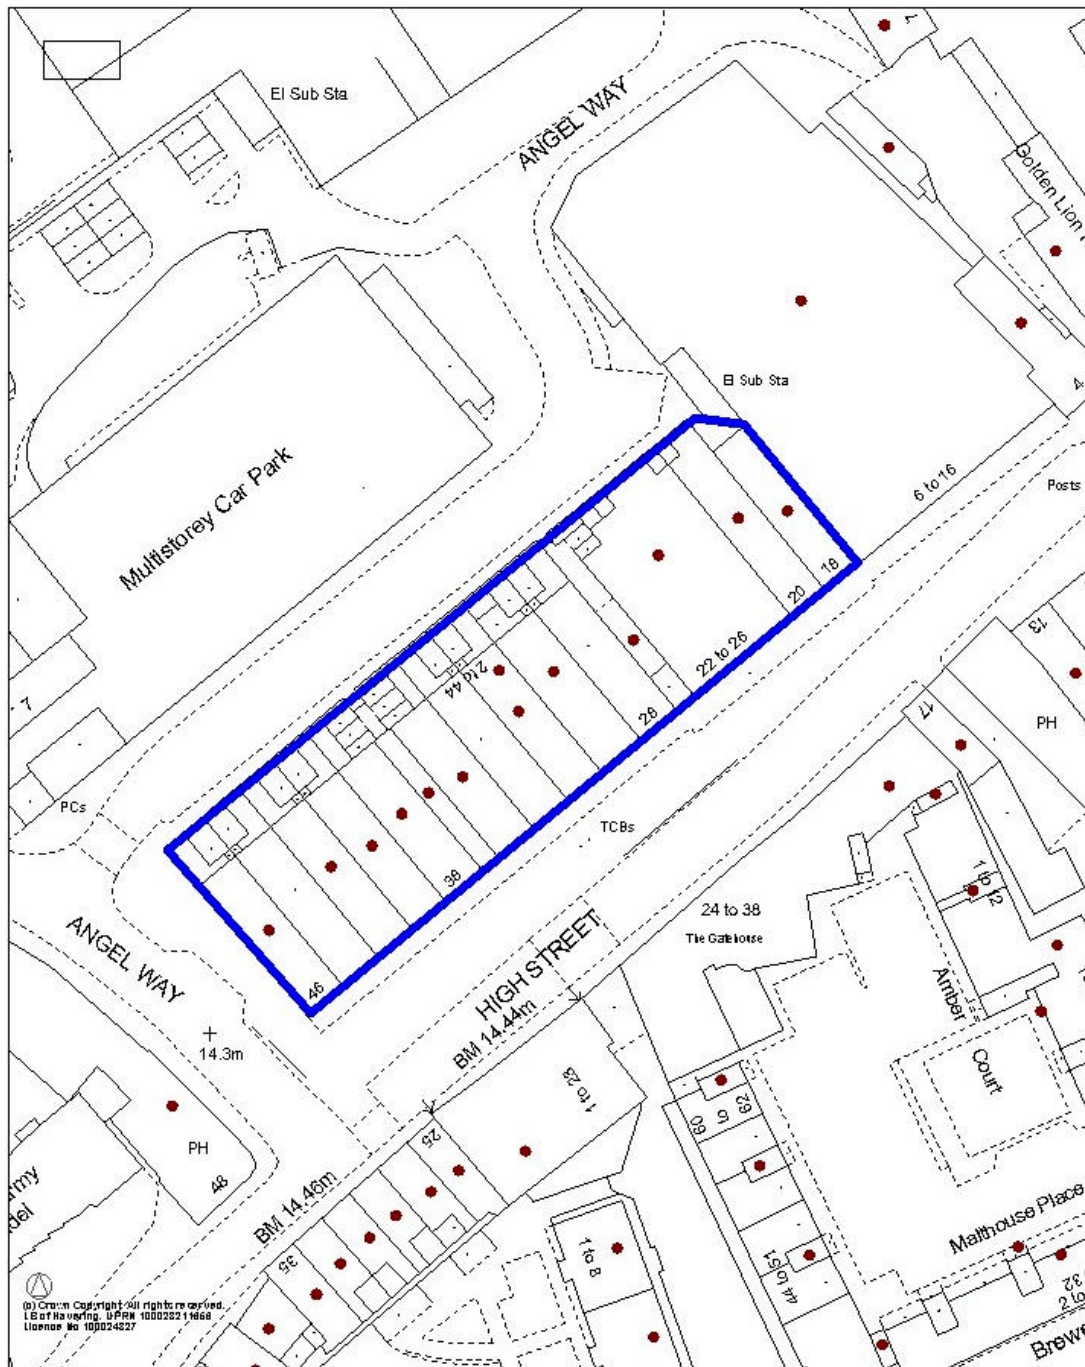 El Sub Sta
ANGEL WAY
Golden Lion
El Sub Sta
4
Multistorey Car Park
6 to 16
Posts
18
20
22 to 26
28
2 to 44
13
17
PH
7
PCs
TCBs
38
1 to 12
24 to 38
The Gatehouse
ANGEL WAY
46
HIGH STREET
BM 14.44m
Amber
Court
14.3m
1 to 23
60
to
62
PH
48
25
BM 14.46m
Malthouse Place
35
1 to 8
44 to 51
32
2 to
(c) Crown Copyright All rights reserved.
LB of Havering.
Licence No 100024327